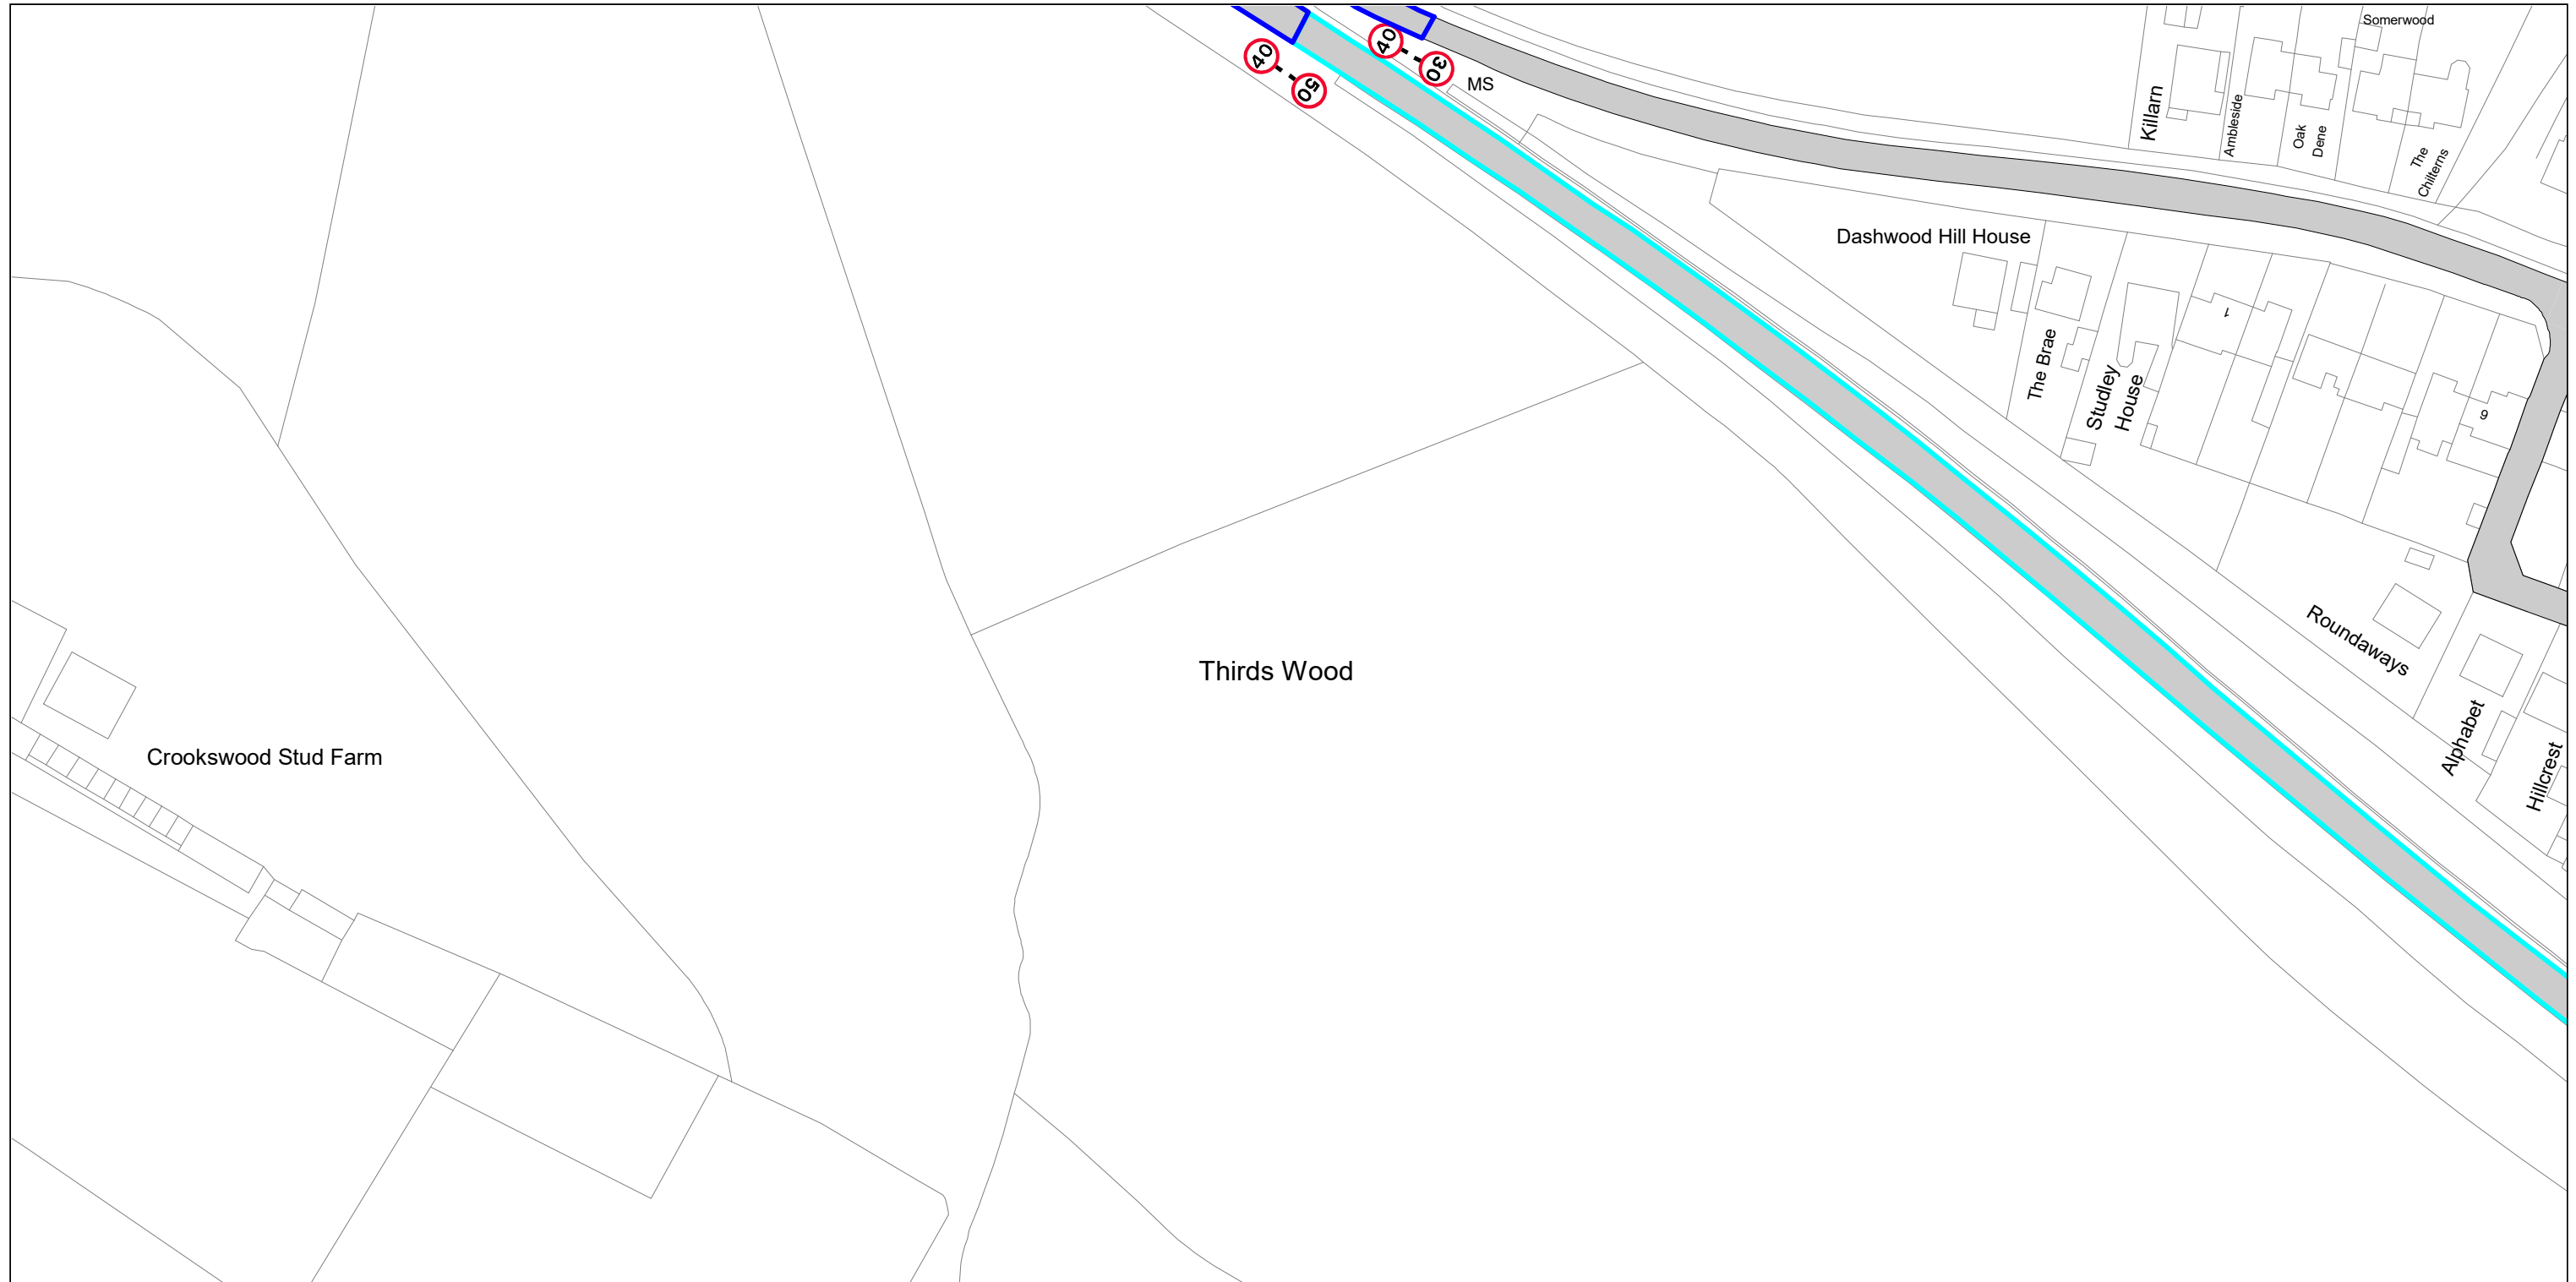 Somerwood
40
50
40
30
MS
Killarn
Ambleside
Oak
Dene
The
Chilterns
Dashwood Hill House
The Brae
Studley
House
1
6
Roundaways
Thirds Wood
Crookswood Stud Farm
Alphabet
Hillcrest